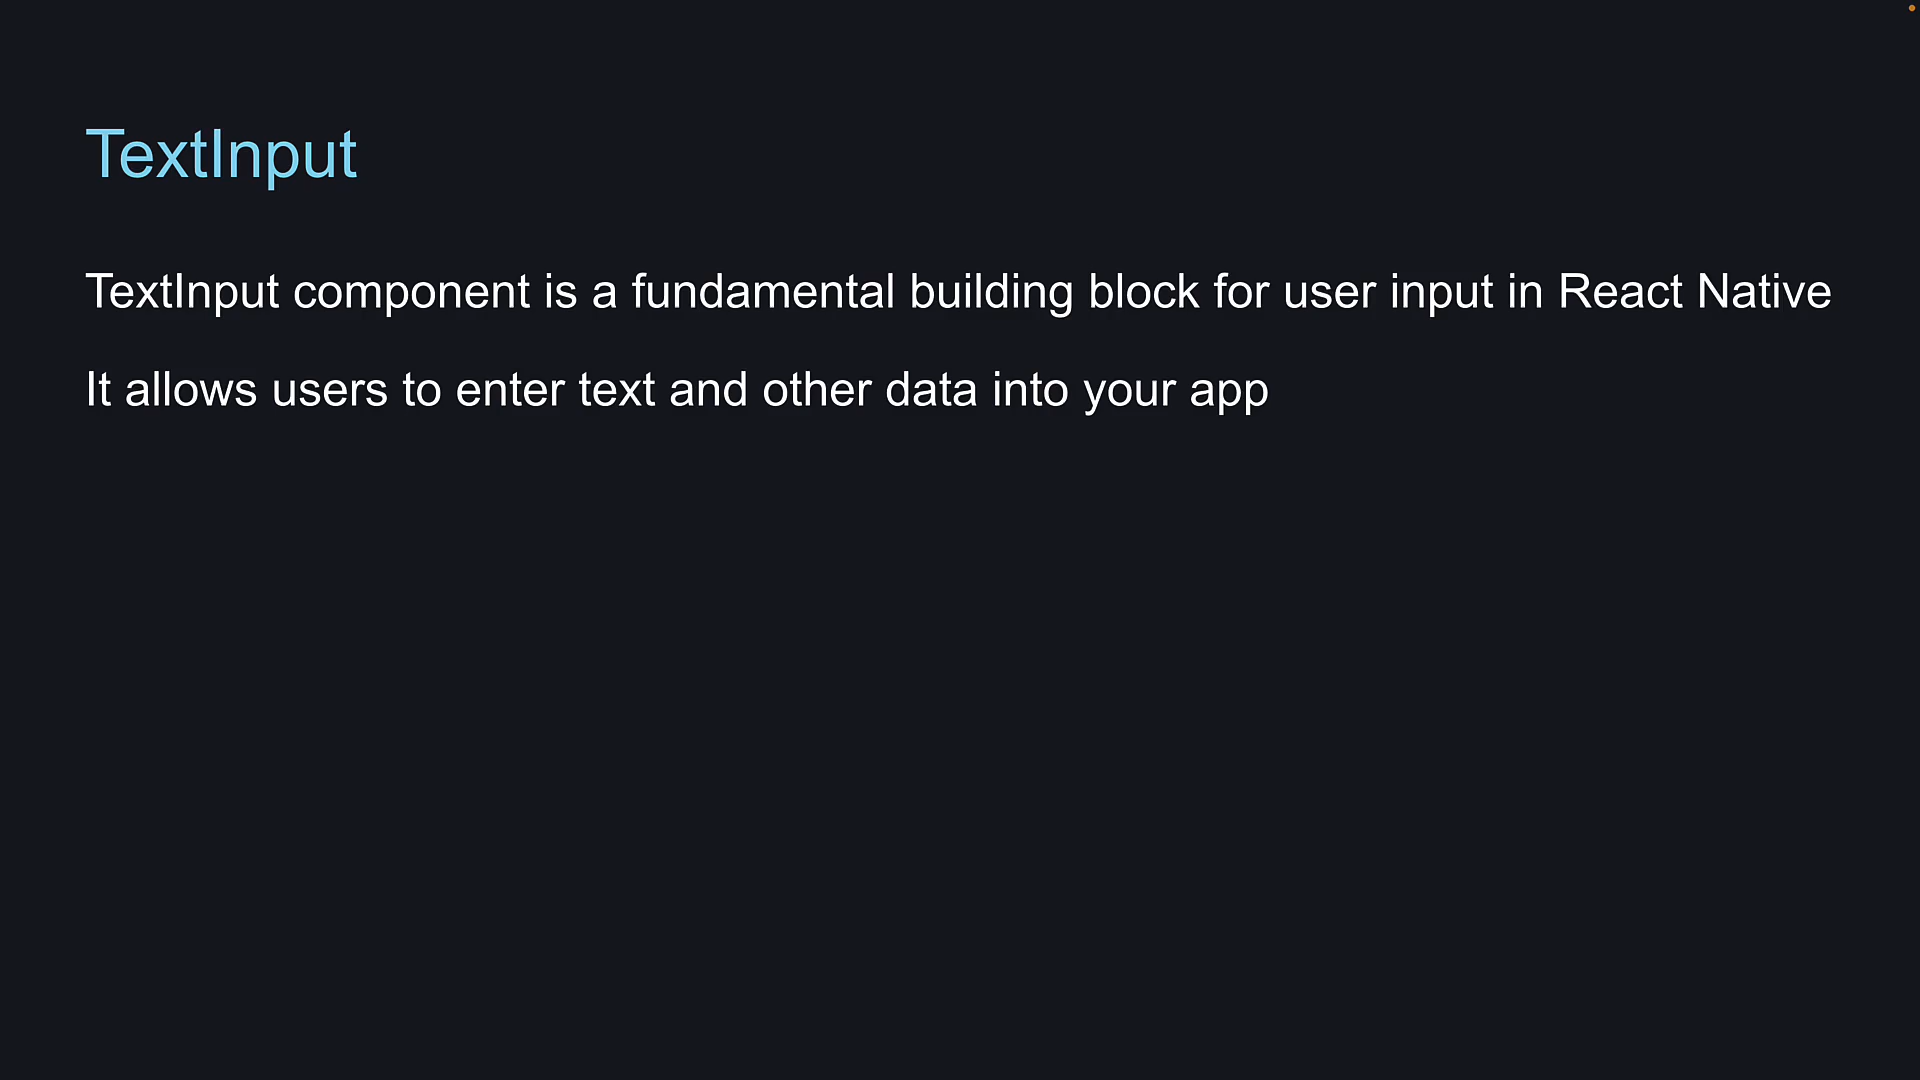 TextInput
TextInput component is a fundamental building block for user input in React Native
It allows users to enter text and other data into your app